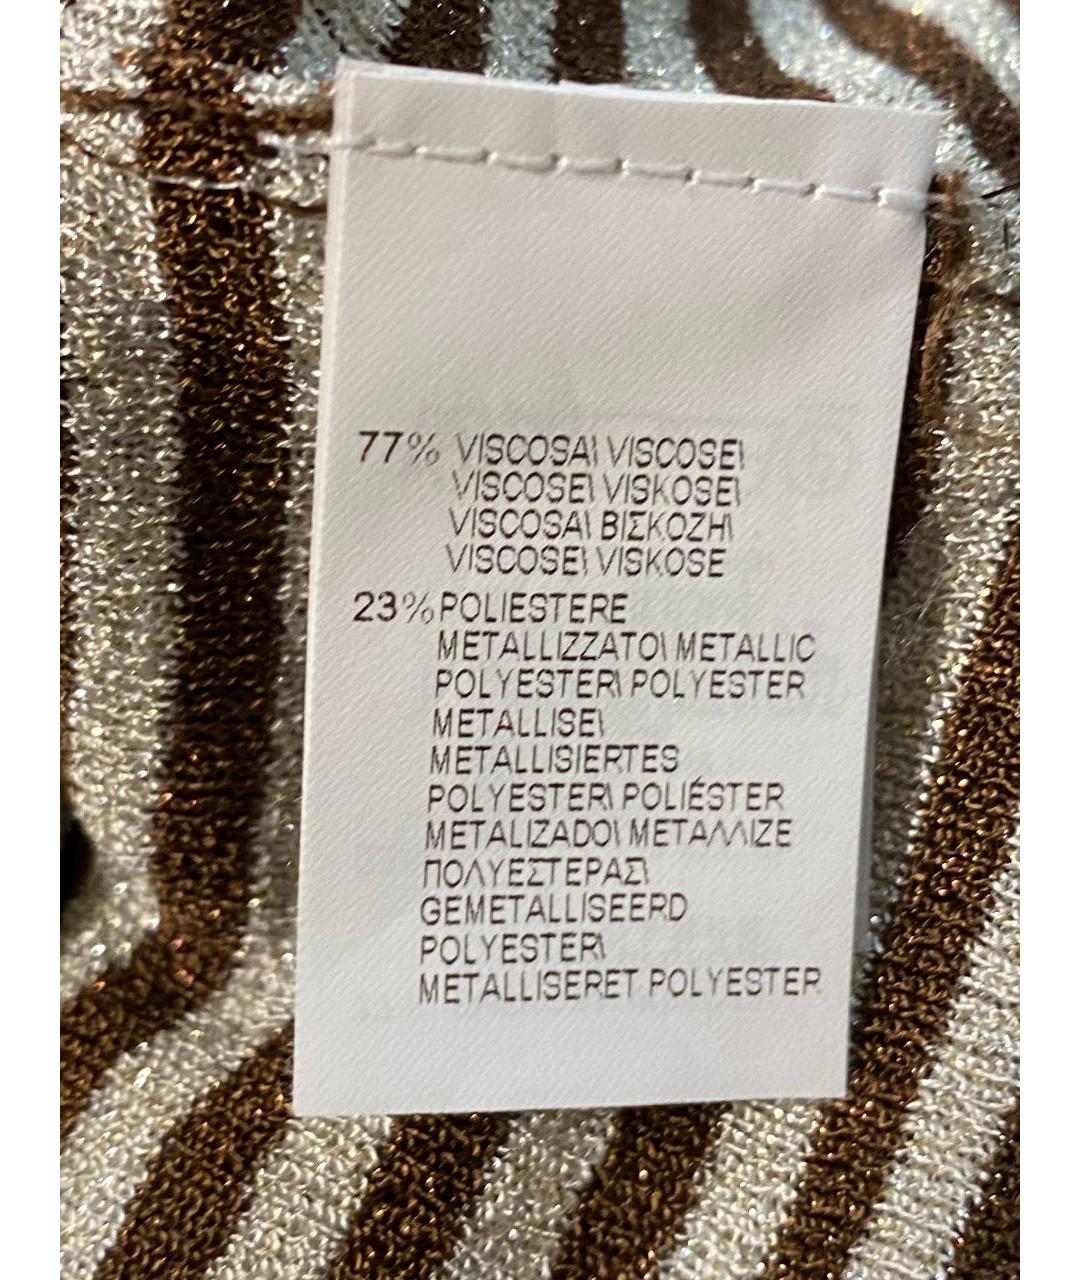 77% VISCOSA\ VISCOSE\
VISCOSE\ VISKOSE\
VISCOSA\ ΒΙΣΚΟΖΗ\
VISCOSE\ VISKOSE
23% POLIESTERE
METALLIZZATO\ METALLIC
POLYESTER\ POLYESTER
METALLISE\
METALLISIERTES
POLYESTER\ POLIÉSTER
METALIZADO\ ΜΕΤΑΛΛΙΖΕ
ΠΟΛΥΕΣΤΕΡΑΣ\
GEMETALLISEERD
POLYESTER\
METALLISERET POLYESTER